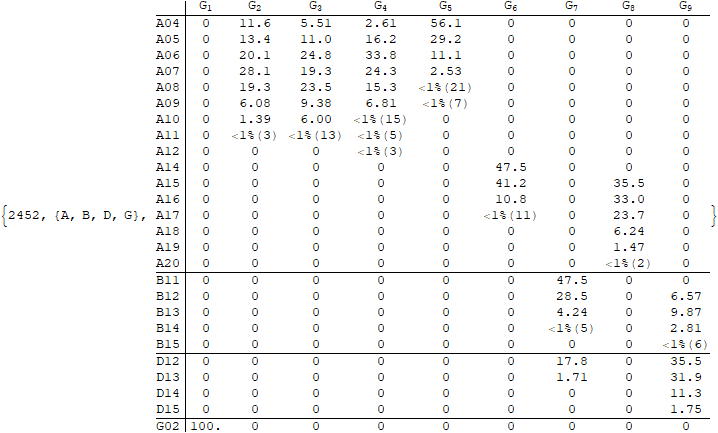 G1 G2 G3 G4 G5 G6 G7 G8 G9
A04 0 11.6 5.51 2.61 56.1 0 0 0 0
A05 0 13.4 11.0 16.2 29.2 0 0 0 0
A06 0 20.1 24.8 33.8 11.1 0 0 0 0
A07 0 28.1 19.3 24.3 2.53 0 0 0 0
A08 0 19.3 23.5 15.3 <1%(21) 0 0 0 0
A09 0 6.08 9.38 6.81 <1%(7) 0 0 0 0
A10 0 1.39 6.00 <1%(15) 0 0 0 0 0
A11 0 <1%(3) <1%(13) <1%(5) 0 0 0 0 0
A12 0 0 0 <1%(3) 0 0 0 0 0
A14 0 0 0 0 0 47.5 0 0 0
A15 0 0 0 0 0 41.2 0 35.5 0
A16 0 0 0 0 0 10.8 0 33.0 0
{2452, {A, B, D, G}, A17 0 0 0 0 0 <1%(11) 0 23.7 0 }
A18 0 0 0 0 0 0 0 6.24 0
A19 0 0 0 0 0 0 0 1.47 0
A20 0 0 0 0 0 0 0 <1%(2) 0
B11 0 0 0 0 0 0 47.5 0 0
B12 0 0 0 0 0 0 28.5 0 6.57
B13 0 0 0 0 0 0 4.24 0 9.87
B14 0 0 0 0 0 0 <1%(5) 0 2.81
B15 0 0 0 0 0 0 0 0 <1%(6)
D12 0 0 0 0 0 0 17.8 0 35.5
D13 0 0 0 0 0 0 1.71 0 31.9
D14 0 0 0 0 0 0 0 0 11.3
D15 0 0 0 0 0 0 0 0 1.75
G02 100. 0 0 0 0 0 0 0 0